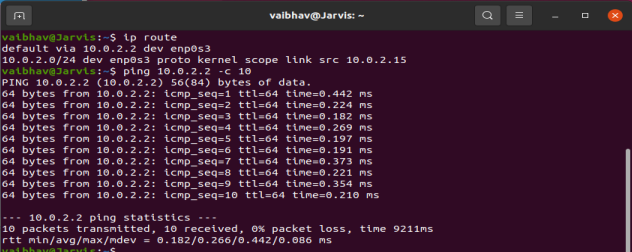 vaibhav@Jarvis: ~
vaibhav@Jarvis:~$ ip route
default via 10.0.2.2 dev enp0s3
10.0.2.0/24 dev enp0s3 proto kernel scope link src 10.0.2.15
vaibhav@Jarvis:~$ ping 10.0.2.2 -c 10
PING 10.0.2.2 (10.0.2.2) 56(84) bytes of data.
64 bytes from 10.0.2.2: icmp_seq=1 ttl=64 time=0.442 ms
64 bytes from 10.0.2.2: icmp_seq=2 ttl=64 time=0.224 ms
64 bytes from 10.0.2.2: icmp_seq=3 ttl=64 time=0.182 ms
64 bytes from 10.0.2.2: icmp_seq=4 ttl=64 time=0.269 ms
64 bytes from 10.0.2.2: icmp_seq=5 ttl=64 time=0.197 ms
64 bytes from 10.0.2.2: icmp_seq=6 ttl=64 time=0.191 ms
64 bytes from 10.0.2.2: icmp_seq=7 ttl=64 time=0.373 ms
64 bytes from 10.0.2.2: icmp_seq=8 ttl=64 time=0.221 ms
64 bytes from 10.0.2.2: icmp_seq=9 ttl=64 time=0.354 ms
64 bytes from 10.0.2.2: icmp_seq=10 ttl=64 time=0.210 ms
--- 10.0.2.2 ping statistics ---
10 packets transmitted, 10 received, 0% packet loss, time 9211ms
rtt min/avg/max/mdev = 0.182/0.266/0.442/0.086 ms
vaibhav@Jarvis:~$